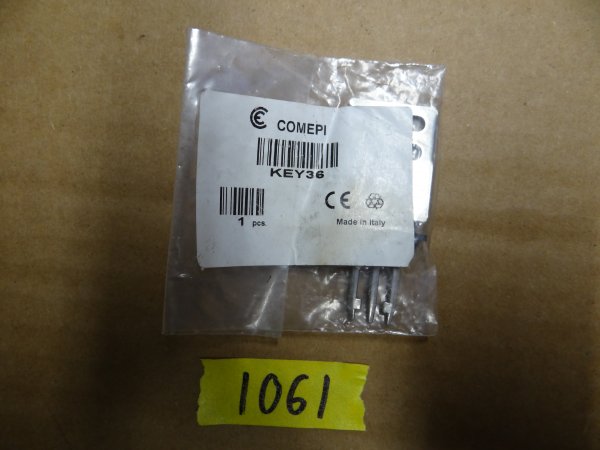 COMEPI
KEY36
1 pcs.
CE
Made in Italy
1061